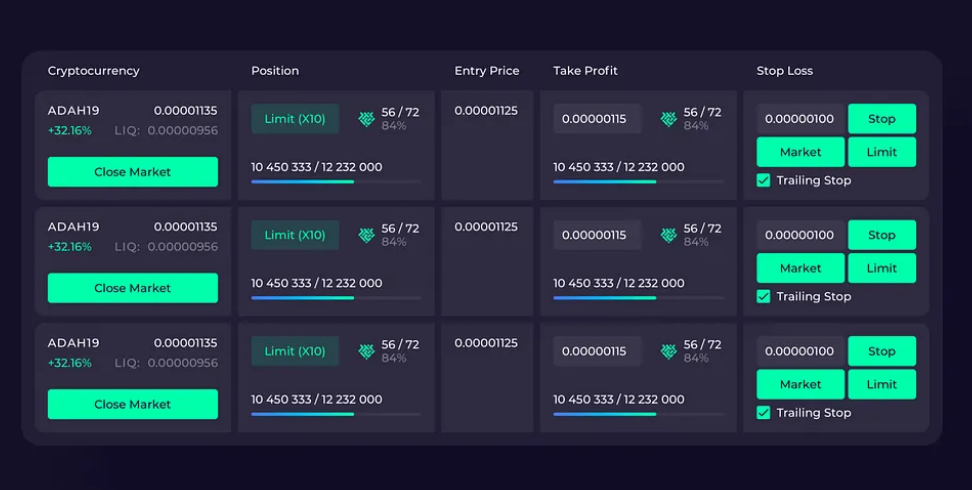 Cryptocurrency Position Entry Price Take Profit Stop Loss
ADAH19 0.00001135 Limit (X10) 56 / 72 0.00001125 0.00000115 56 / 72 0.00000100 Stop
+32.16% LIQ: 0.00000956 84% 84% Market Limit
Close Market 10 450 333 / 12 232 000 10 450 333 / 12 232 000 Trailing Stop
ADAH19 0.00001135 Limit (X10) 56 / 72 0.00001125 0.00000115 56 / 72 0.00000100 Stop
+32.16% LIQ: 0.00000956 84% 84% Market Limit
Close Market 10 450 333 / 12 232 000 10 450 333 / 12 232 000 Trailing Stop
ADAH19 0.00001135 Limit (X10) 56 / 72 0.00001125 0.00000115 56 / 72 0.00000100 Stop
+32.16% LIQ: 0.00000956 84% 84% Market Limit
Close Market 10 450 333 / 12 232 000 10 450 333 / 12 232 000 Trailing Stop